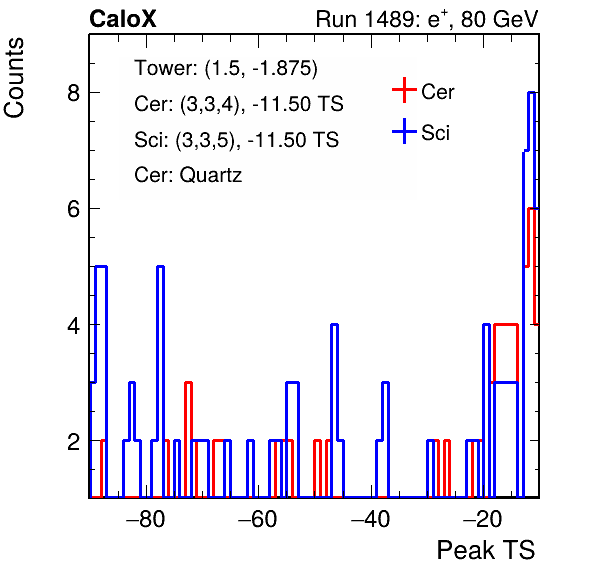 CaloX Run 1489: e⁺, 80 GeV
Counts
Tower: (1.5, -1.875)
Cer: (3,3,4), -11.50 TS
Sci: (3,3,5), -11.50 TS
Cer: Quartz
Cer
Sci
8
6
4
2
−80 −60 −40 −20
Peak TS